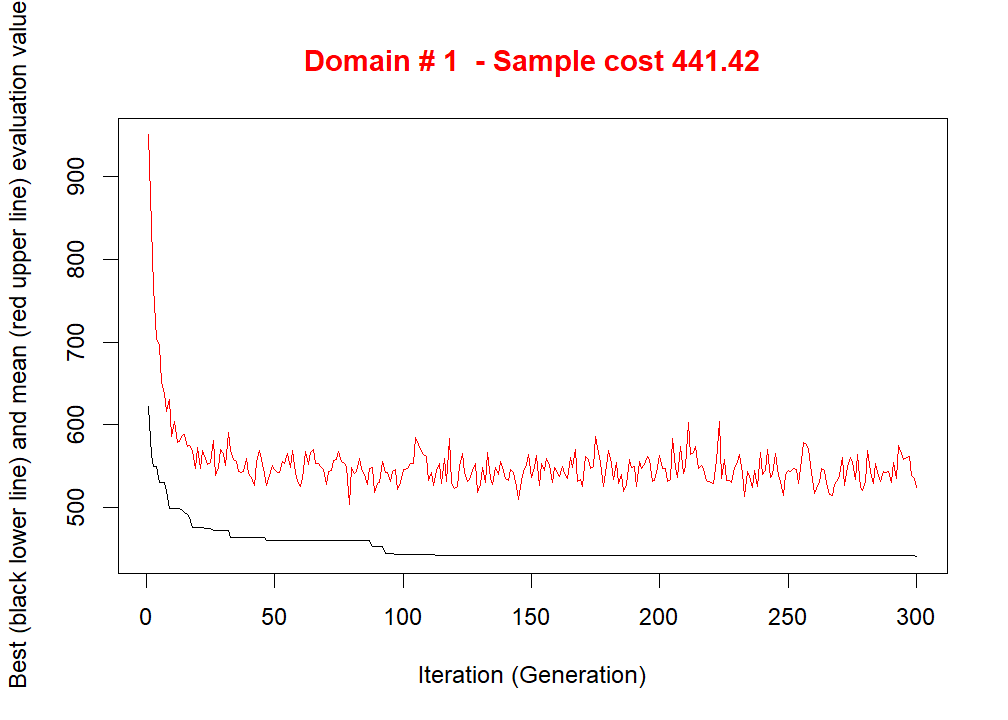 Domain # 1  - Sample cost 441.42
Best (black lower line) and mean (red upper line) evaluation value
900
800
700
600
500
0 50 100 150 200 250 300
Iteration (Generation)